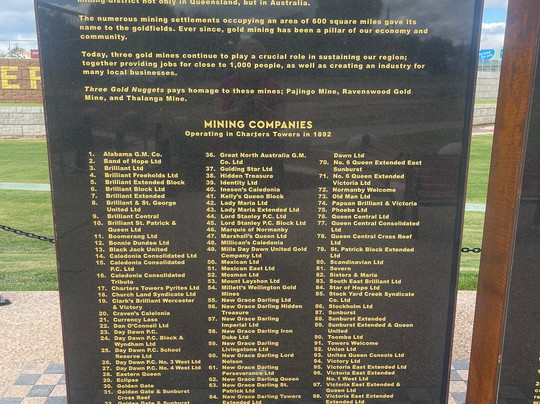 mining district not only in Queensland, but in Australia.
The numerous mining settlements occupying an area of 600 square miles gave its
name to the goldfields. Ever since, gold mining has been a pillar of our economy and
community.
Today, three gold mines continue to play a crucial role in sustaining our region;
together providing jobs for close to 1,000 people, as well as creating an industry for
many local businesses.
Three Gold Nuggets pays homage to these mines; Pajingo Mine, Ravenswood Gold
Mine, and Thalanga Mine.
MINING COMPANIES
Operating in Charters Towers in 1892
1. Alabama G.M. Co.
2. Band of Hope Ltd
3. Brilliant Ltd
4. Brilliant Freeholds Ltd
5. Brilliant Extended Block
6. Brilliant Block Ltd
7. Brilliant Extended
8. Brilliant & St. George
United Ltd
9. Brilliant Central
10. Brilliant St. Patrick &
Queen Ltd
11. Boomerang Ltd
12. Bonnie Dundee Ltd
13. Black Jack United
14. Caledonia Consolidated Ltd
15. Caledonia Consolidated
P.C. Ltd
16. Caledonia Consolidated
Tribute
17. Charters Towers Pyrites Ltd
18. Church Land Syndicate Ltd
19. Clark's Brilliant Worcester
& Victory
20. Craven's Caleionia
21. Currency Lass
22. Dan O'Connell Ltd
23. Day Dawn P.C.
24. Day Dawn P.C. Block &
Wyndham Ltd
25. Day Dawn P.C. School
Reserve Ltd
26. Day Dawn P.C. No. 3 West Ltd
27. Day Dawn P.C. No. 4 West Ltd
28. Eastern Queen
29. Eclipse
30. Golden Gate
31. Golden Gate & Sunburst
Cross Reef
32. Golden Gate & Sunburst
36. Great North Australia G.M.
Co. Ltd
37. Guiding Star Ltd
38. Hidden Treasure
39. Identity Ltd
40. Ineson's Caledonia
41. Kelly's Queen Block
42. Lady Maria Ltd
43. Lady Maria Extended Ltd
44. Lord Stanley P.C. Ltd
45. Lord Stanley P.C. Block Ltd
46. Marquis of Normanby
47. Marshall's Queen Ltd
48. Millican's Caledonia
49. Mills Day Dawn United Gold
Company Ltd
50. Mexican Ltd
51. Mexican East Ltd
52. Mosman Ltd
53. Mount Leyshon Ltd
54. Millett's Wellington Gold
Mines
55. New Grace Darling Ltd
56. New Grace Darling Hidden
Treasure
57. New Grace Darling
Imperial Ltd
58. New Grace Darling Iron
Duke Ltd
59. New Grace Darling
Livingstone Ltd
60. New Grace Darling Lord
Nelson
61. New Grace Darling
Perseverance Ltd
62. New Grace Darling Queen
63. New Grace Darling St.
Patrick Ltd
64. New Grace Darling Towers
Extended Ltd
Dawn Ltd
70. No. 6 Queen Extended East
Sunburst
71. No. 6 Queen Extended
Victoria Ltd
72. Normanby Welcome
73. Old Man Ltd
74. Papuan Brilliant & Victoria
75. Phoebe Ltd
76. Queen Central Ltd
77. Queen Central Consolidated
Ltd
78. Queen Central Cross Reef
Ltd
79. St. Patrick Block Extended
Ltd
80. Scandinavian Ltd
81. Severn
82. Sisters & Maria
83. South East Brilliant Ltd
84. Star of Hope Ltd
85. Stock Yard Creek Syndicate
Co. Ltd
86. Stockholm Ltd
87. Sunburst
88. Sunburst Extended
89. Sunburst Extended & Queen
United
90. Toomba Ltd
91. Towers Welcome
92. Union Ltd
93. Unites Queen Consols Ltd
94. Victory Ltd
95. Victoria East Extended Ltd
96. Victoria East Extended
No. 1 West Ltd
97. Victoria East Extended &
Queen Ltd
98. Victoria East Extended
Extended Ltd